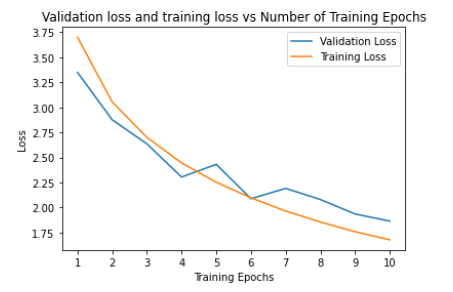 Validation loss and training loss vs Number of Training Epochs
Validation Loss
Training Loss
Loss
3.75
3.50
3.25
3.00
2.75
2.50
2.25
2.00
1.75
1 2 3 4 5 6 7 8 9 10
Training Epochs